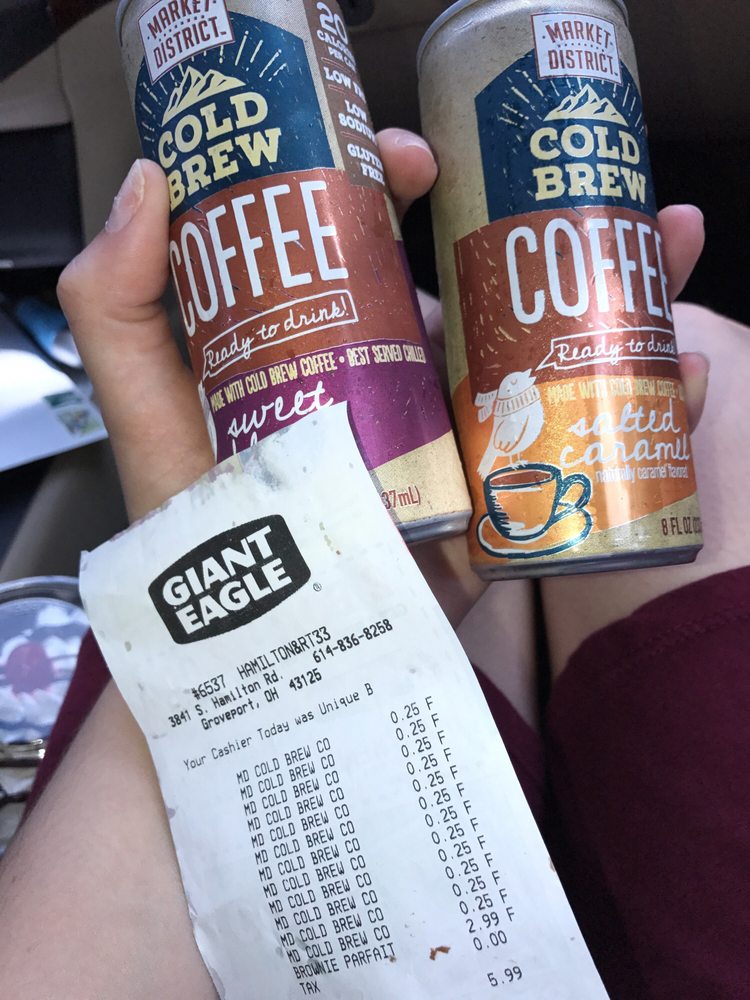 MARKET
DISTRICT
COLD
BREW
COFFEE
Ready to drink!
MADE WITH COLD BREW COFFEE • BEST SERVED CHILLED
sweet
37mL)
LOW
LOW
FREE
MARKET
DISTRICT
COLD
BREW
COFFEE
Ready to drink
MADE WITH COLD BREW COFFEE
salted
caramel
naturally caramel flavored
8 FL OZ
GIANT
EAGLE®
#6537 HAMILTON&RT33
3841 S. Hamilton Rd. 614-836-8258
Groveport, OH 43125
Your Cashier Today was Unique B
MD COLD BREW CO 0.25 F
MD COLD BREW CO 0.25 F
MD COLD BREW CO 0.25 F
MD COLD BREW CO 0.25 F
MD COLD BREW CO 0.25 F
MD COLD BREW CO 0.25 F
MD COLD BREW CO 0.25 F
MD COLD BREW CO 0.25 F
MD COLD BREW CO 0.25 F
MD COLD BREW CO 0.25 F
MD COLD BREW CO 0.25 F
MD COLD BREW CO 0.25 F
BROWNIE PARFAIT 2.99 F
TAX 0.00
5.99